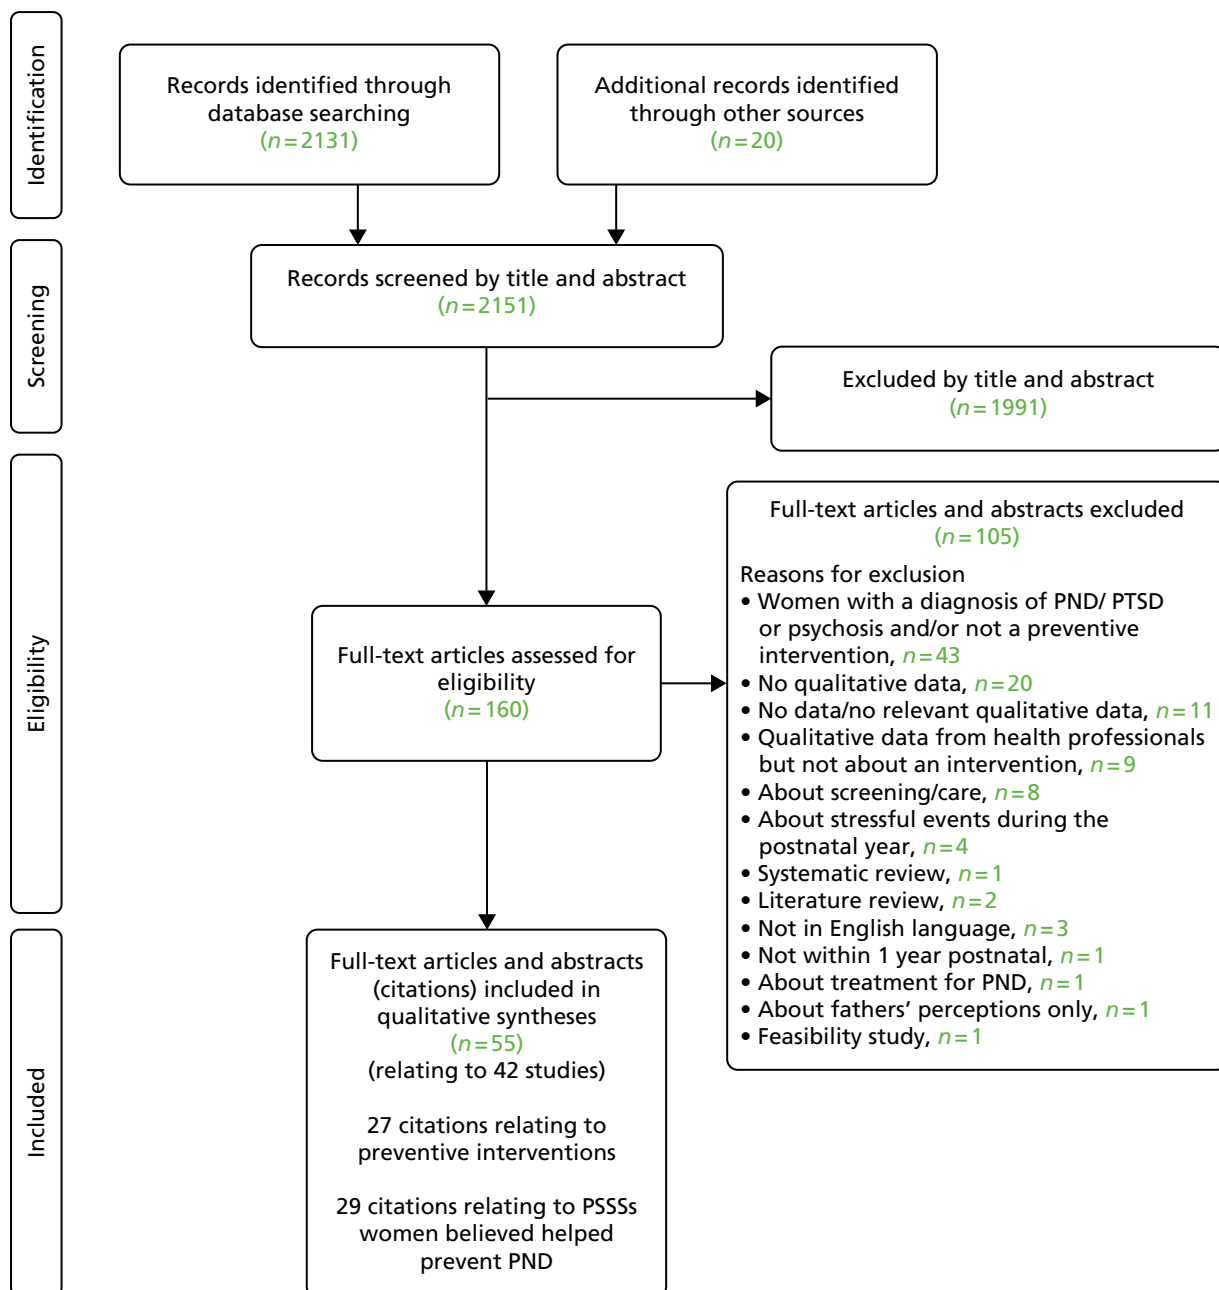 Identification
Records identified through
database searching
(n=2131)
Additional records identified
through other sources
(n=20)
Screening
Records screened by title and abstract
(n=2151)
Excluded by title and abstract
(n=1991)
Eligibility
Full-text articles assessed for
eligibility
(n=160)
Full-text articles and abstracts excluded
(n=105)
Reasons for exclusion
• Women with a diagnosis of PND/ PTSD
or psychosis and/or not a preventive
intervention, n=43
• No qualitative data, n=20
• No data/no relevant qualitative data, n=11
• Qualitative data from health professionals
but not about an intervention, n=9
• About screening/care, n=8
• About stressful events during the
postnatal year, n=4
• Systematic review, n=1
• Literature review, n=2
• Not in English language, n=3
• Not within 1 year postnatal, n=1
• About treatment for PND, n=1
• About fathers’ perceptions only, n=1
• Feasibility study, n=1
Included
Full-text articles and abstracts
(citations) included in
qualitative syntheses
(n=55)
(relating to 42 studies)
27 citations relating to
preventive interventions
29 citations relating to PSSSs
women believed helped
prevent PND